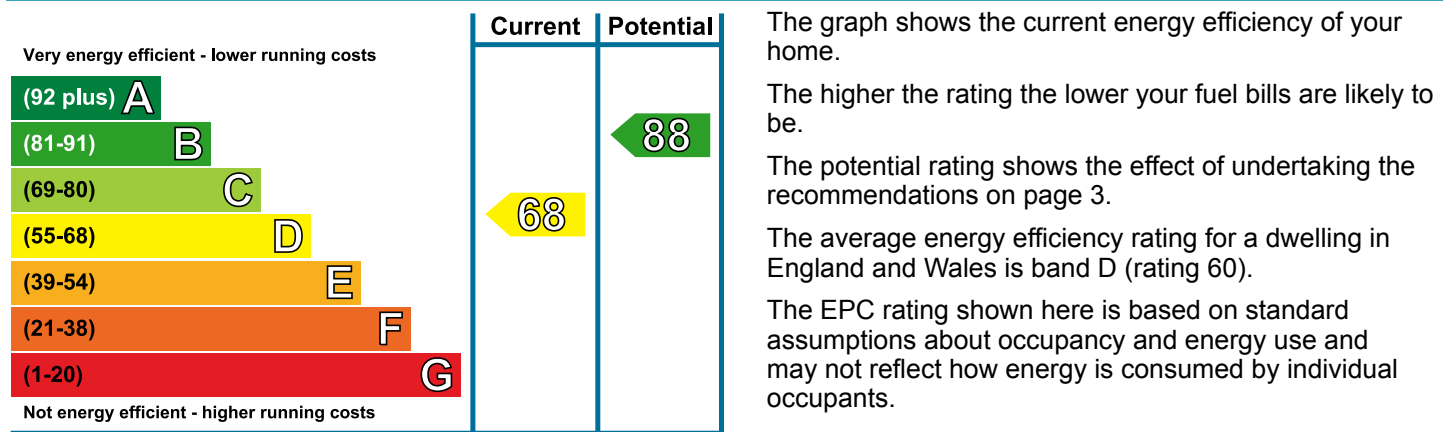 Current Potential
Very energy efficient - lower running costs
(92 plus) A
(81-91) B
88
(69-80) C
(55-68) D
68
(39-54) E
(21-38) F
(1-20) G
Not energy efficient - higher running costs
The graph shows the current energy efficiency of your
home.
The higher the rating the lower your fuel bills are likely to
be.
The potential rating shows the effect of undertaking the
recommendations on page 3.
The average energy efficiency rating for a dwelling in
England and Wales is band D (rating 60).
The EPC rating shown here is based on standard
assumptions about occupancy and energy use and
may not reflect how energy is consumed by individual
occupants.